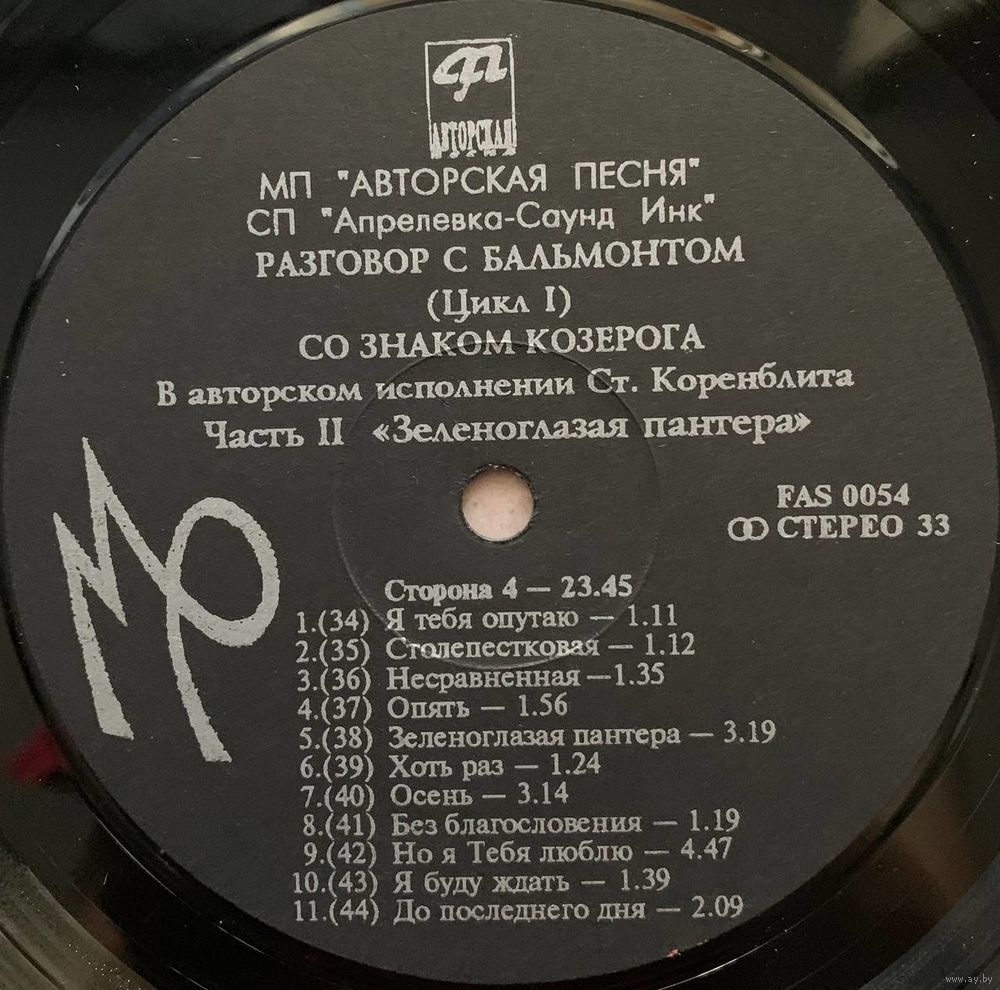 АВТОРСКАЯ
МП "АВТОРСКАЯ ПЕСНЯ"
СП "Апрелевка-Саунд Инк"
РАЗГОВОР С БАЛЬМОНТОМ
(Цикл I)
СО ЗНАКОМ КОЗЕРОГА
В авторском исполнении Ст. Коренблита
Часть II «Зеленоглазая пантера»
FAS 0054
СТЕРЕО 33
Сторона 4 — 23.45
1.(34) Я тебя опутаю — 1.11
2.(35) Столепестковая — 1.12
3.(36) Несравненная — 1.35
4.(37) Опять — 1.56
5.(38) Зеленоглазая пантера — 3.19
6.(39) Хоть раз — 1.24
7.(40) Осень — 3.14
8.(41) Без благословения — 1.19
9.(42) Но я Тебя люблю — 4.47
10.(43) Я буду ждать — 1.39
11.(44) До последнего дня — 2.09
www.ay.by